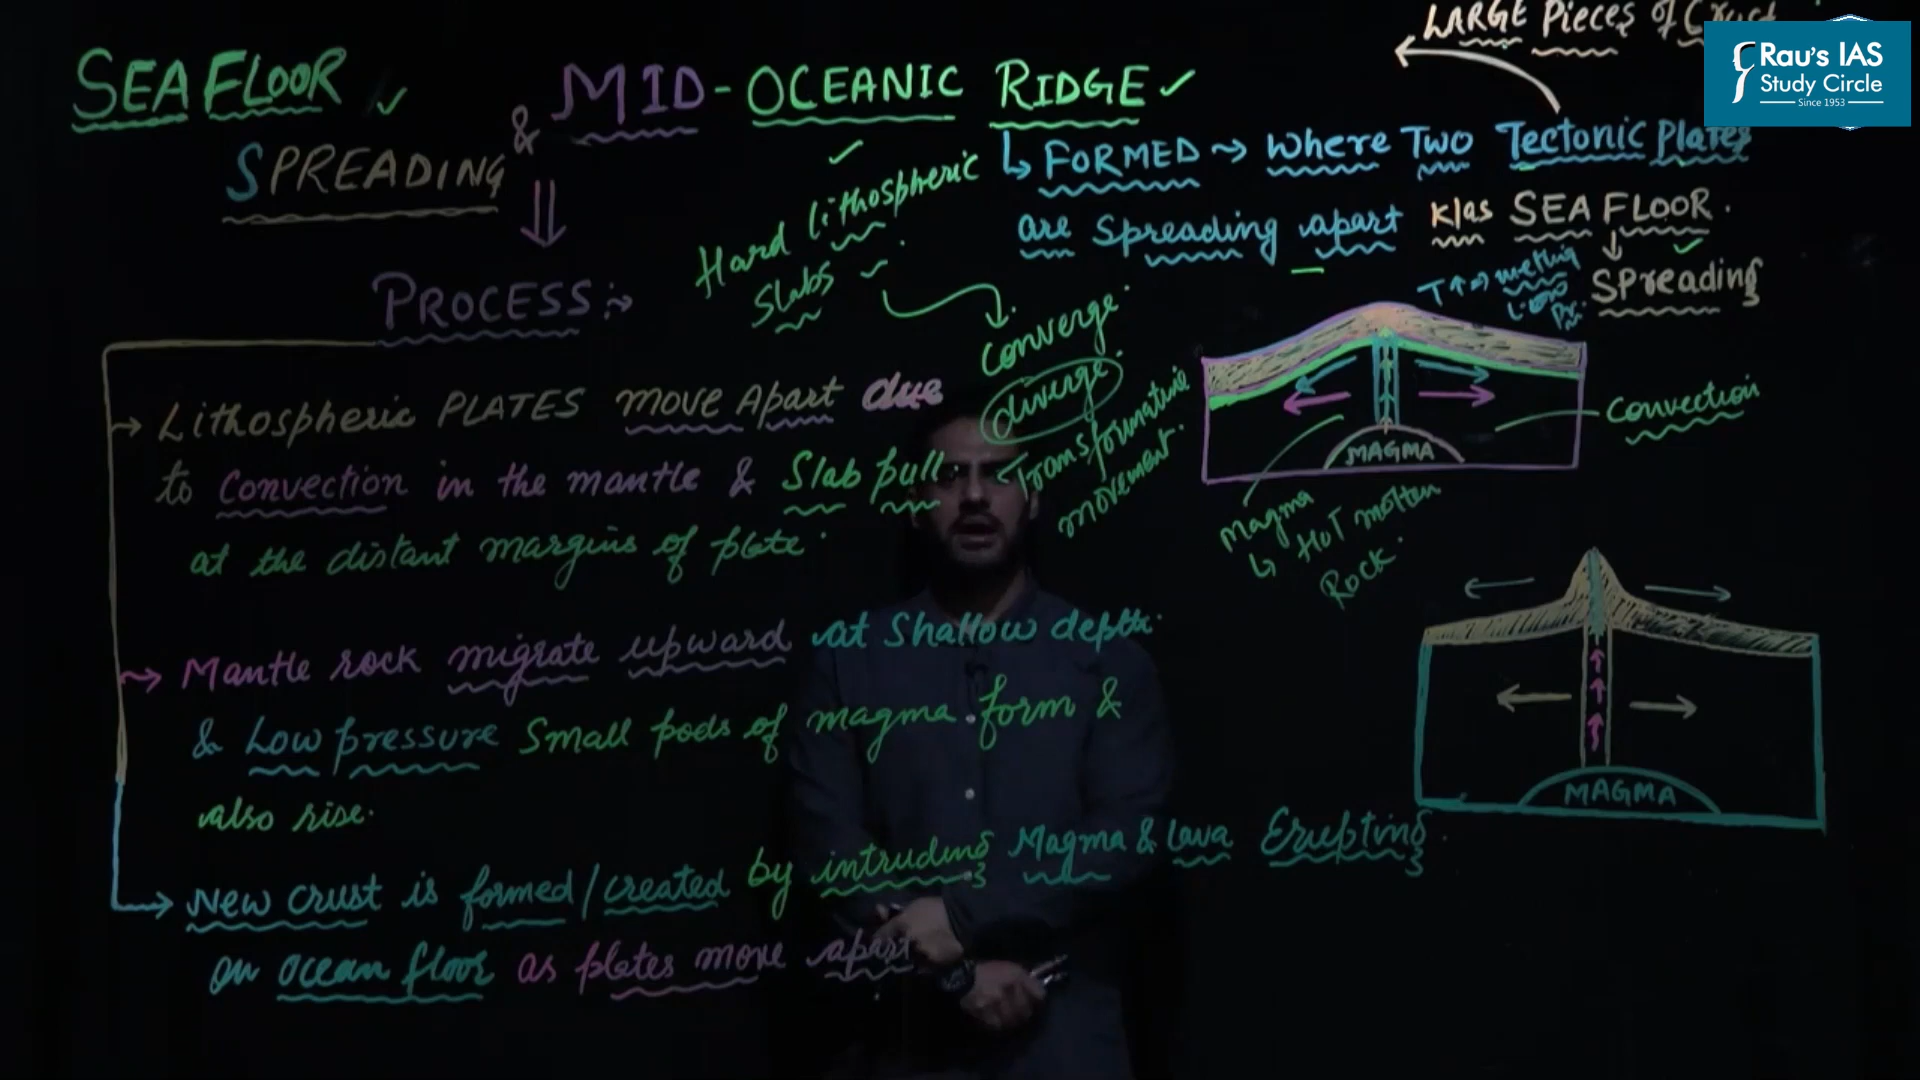 LARGE Pieces of Crust
Rau's IAS
Study Circle
Since 1953
SEA FLOOR
SPREADING
&
MID-OCEANIC RIDGE
FORMED → Where Two Tectonic Plates
are Spreading apart k/as SEA FLOOR.
Spreading
Hard lithospheric
Slabs
Converge.
diverge.
Transformative
movement.
T↑ => melting
PROCESS:→
→ Lithospheric PLATES move Apart due
to Convection in the mantle & Slab pull
at the distant margins of plate.
→ Mantle rock migrate upward at Shallow depth.
& Low pressure Small pods of magma form &
also rise.
→ New crust is formed/created by intruding Magma & lava Erupting.
on ocean floor as plates move apart
MAGMA
Convection
Magma
↳ HOT molten
Rock.
MAGMA